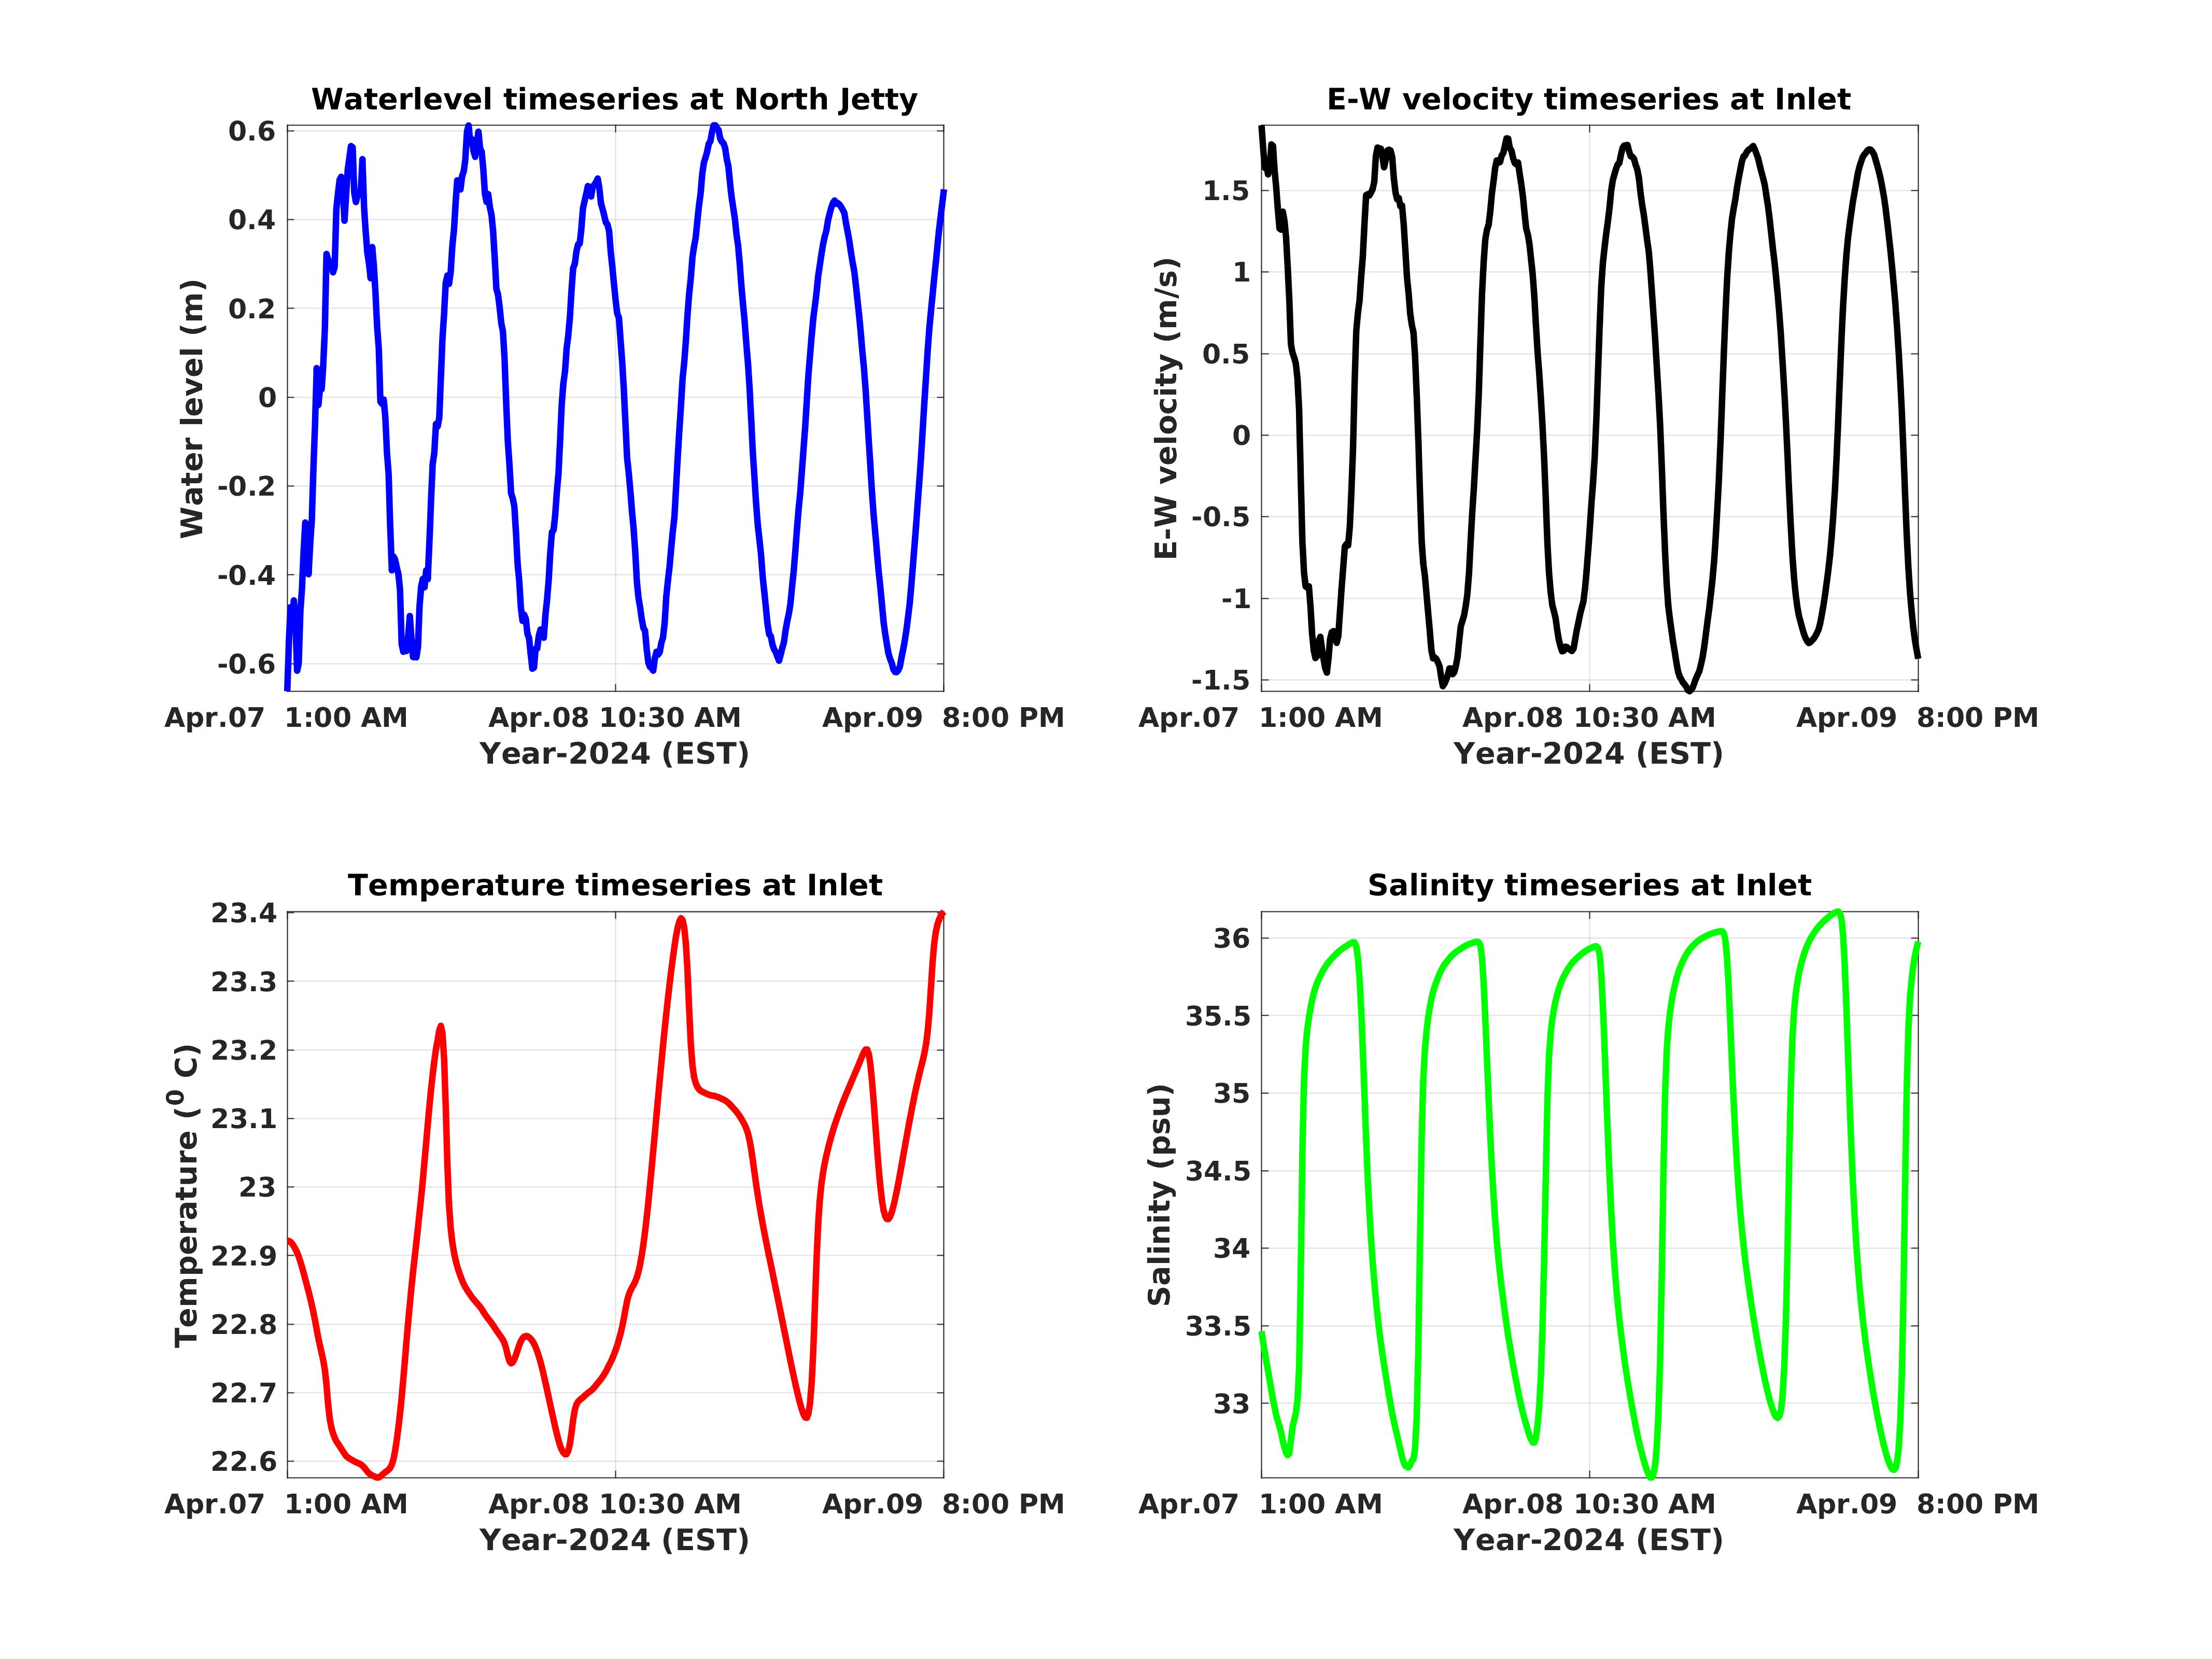 Waterlevel timeseries at North Jetty
0.6
0.4
0.2
0
-0.2
-0.4
-0.6
Water level (m)
Apr.07 1:00 AM
Apr.08 10:30 AM
Apr.09 8:00 PM
Year-2024 (EST)
E-W velocity timeseries at Inlet
1.5
1
0.5
0
-0.5
-1
-1.5
E-W velocity (m/s)
Apr.07 1:00 AM
Apr.08 10:30 AM
Apr.09 8:00 PM
Year-2024 (EST)
Temperature timeseries at Inlet
23.4
23.3
23.2
23.1
23
22.9
22.8
22.7
22.6
Temperature (⁰ C)
Apr.07 1:00 AM
Apr.08 10:30 AM
Apr.09 8:00 PM
Year-2024 (EST)
Salinity timeseries at Inlet
36
35.5
35
34.5
34
33.5
33
Salinity (psu)
Apr.07 1:00 AM
Apr.08 10:30 AM
Apr.09 8:00 PM
Year-2024 (EST)